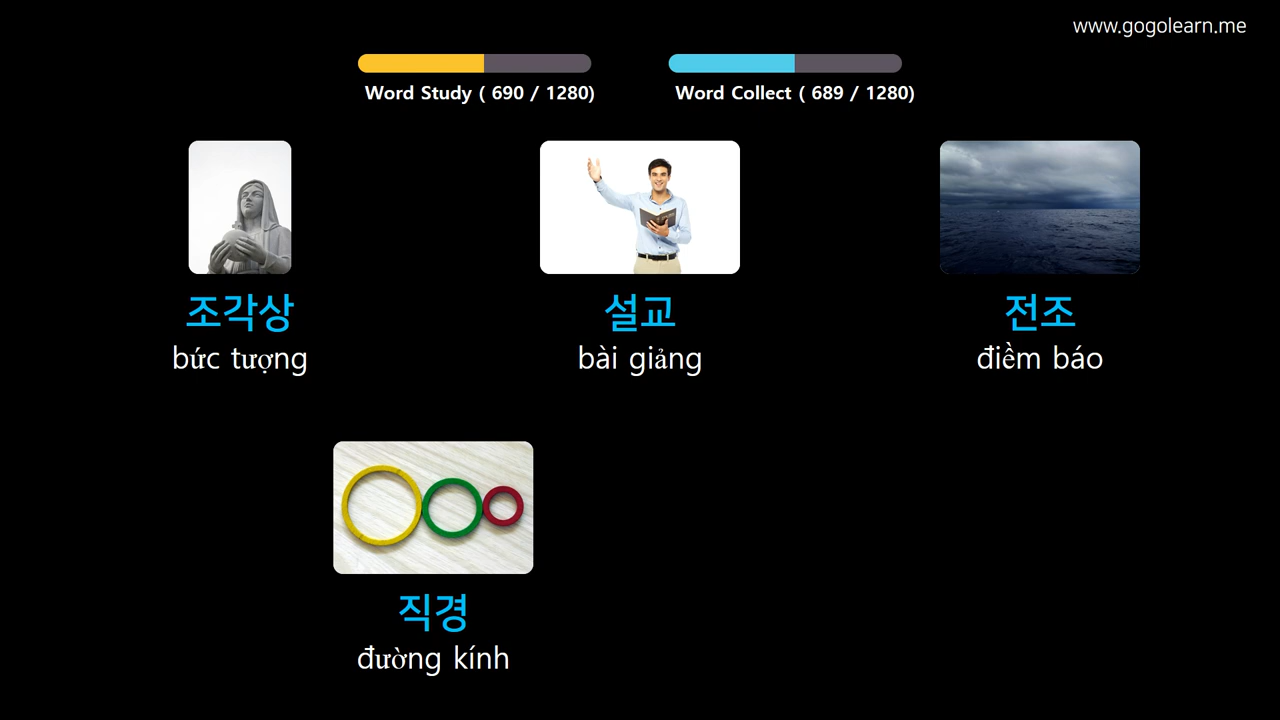 www.gogolearn.me
Word Study ( 690 / 1280)
Word Collect ( 689 / 1280)
조각상
bức tượng
설교
bài giảng
전조
điềm báo
직경
đường kính